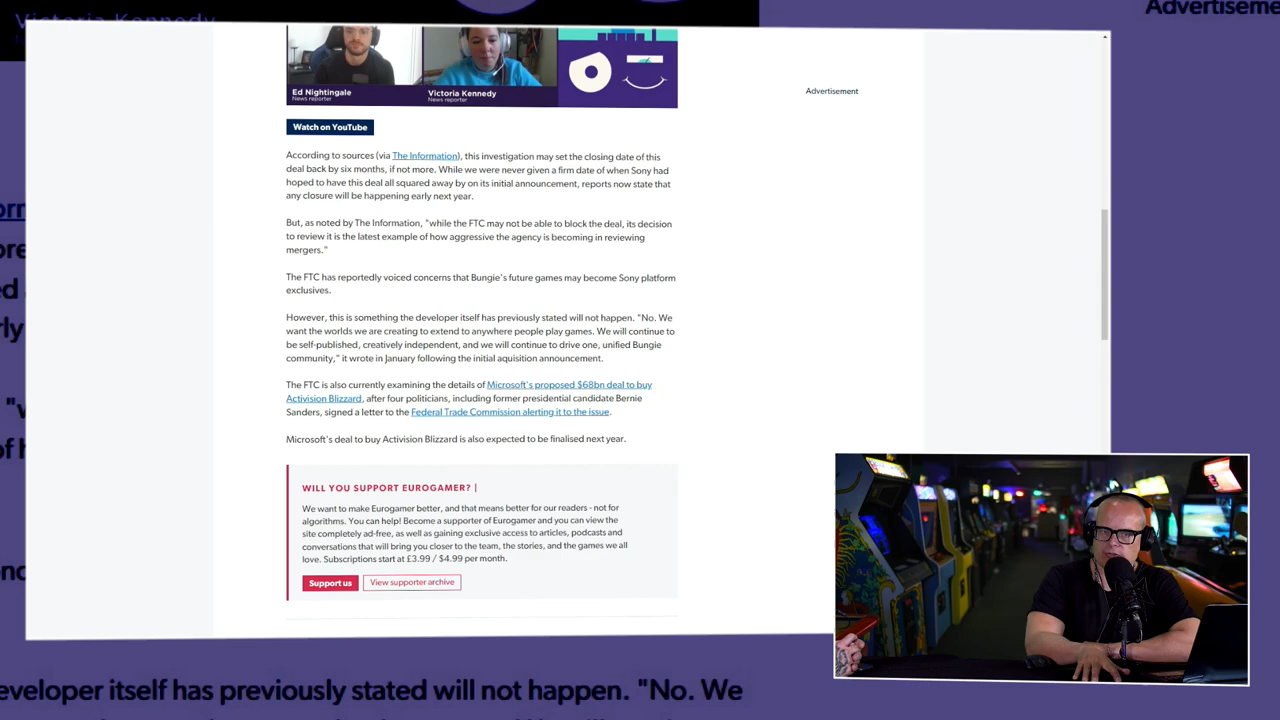 Victoria Kennedy
Advertiseme
Ed Nightingale
News reporter
Victoria Kennedy
News reporter
Advertisement
Watch on YouTube
According to sources (via The Information), this investigation may set the closing date of this
deal back by six months, if not more. While we were never given a firm date of when Sony had
hoped to have this deal all squared away by on its initial announcement, reports now state that
any closure will be happening early next year.
But, as noted by The Information, "while the FTC may not be able to block the deal, its decision
to review it is the latest example of how aggressive the agency is becoming in reviewing
mergers."
The FTC has reportedly voiced concerns that Bungie's future games may become Sony platform
exclusives.
However, this is something the developer itself has previously stated will not happen. "No. We
want the worlds we are creating to extend to anywhere people play games. We will continue to
be self-published, creatively independent, and we will continue to drive one, unified Bungie
community," it wrote in January following the initial aquisition announcement.
The FTC is also currently examining the details of Microsoft's proposed $68bn deal to buy
Activision Blizzard, after four politicians, including former presidential candidate Bernie
Sanders, signed a letter to the Federal Trade Commission alerting it to the issue.
Microsoft's deal to buy Activision Blizzard is also expected to be finalised next year.
WILL YOU SUPPORT EUROGAMER? |
We want to make Eurogamer better, and that means better for our readers - not for
algorithms. You can help! Become a supporter of Eurogamer and you can view the
site completely ad-free, as well as gaining exclusive access to articles, podcasts and
conversations that will bring you closer to the team, the stories, and the games we all
love. Subscriptions start at £3.99 / $4.99 per month.
Support us
View supporter archive
eveloper itself has previously stated will not happen. "No. We